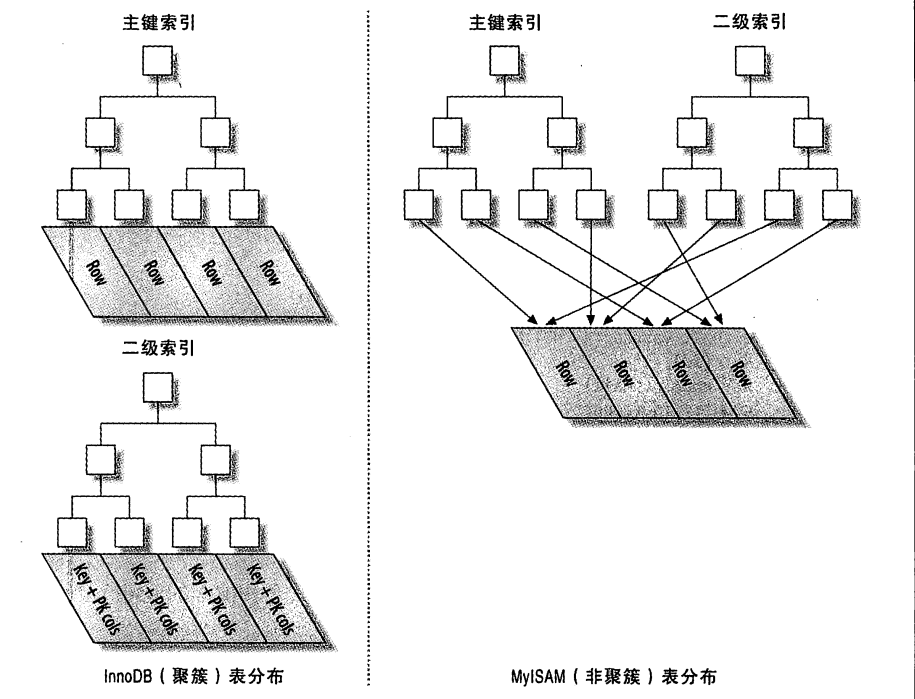 主键索引
Row
Row
Row
Row
二级索引
Key + PK cols
Key + PK cols
Key + PK cols
Key + PK cols
InnoDB（聚簇）表分布
主键索引
二级索引
Row
Row
Row
Row
MyISAM（非聚簇）表分布